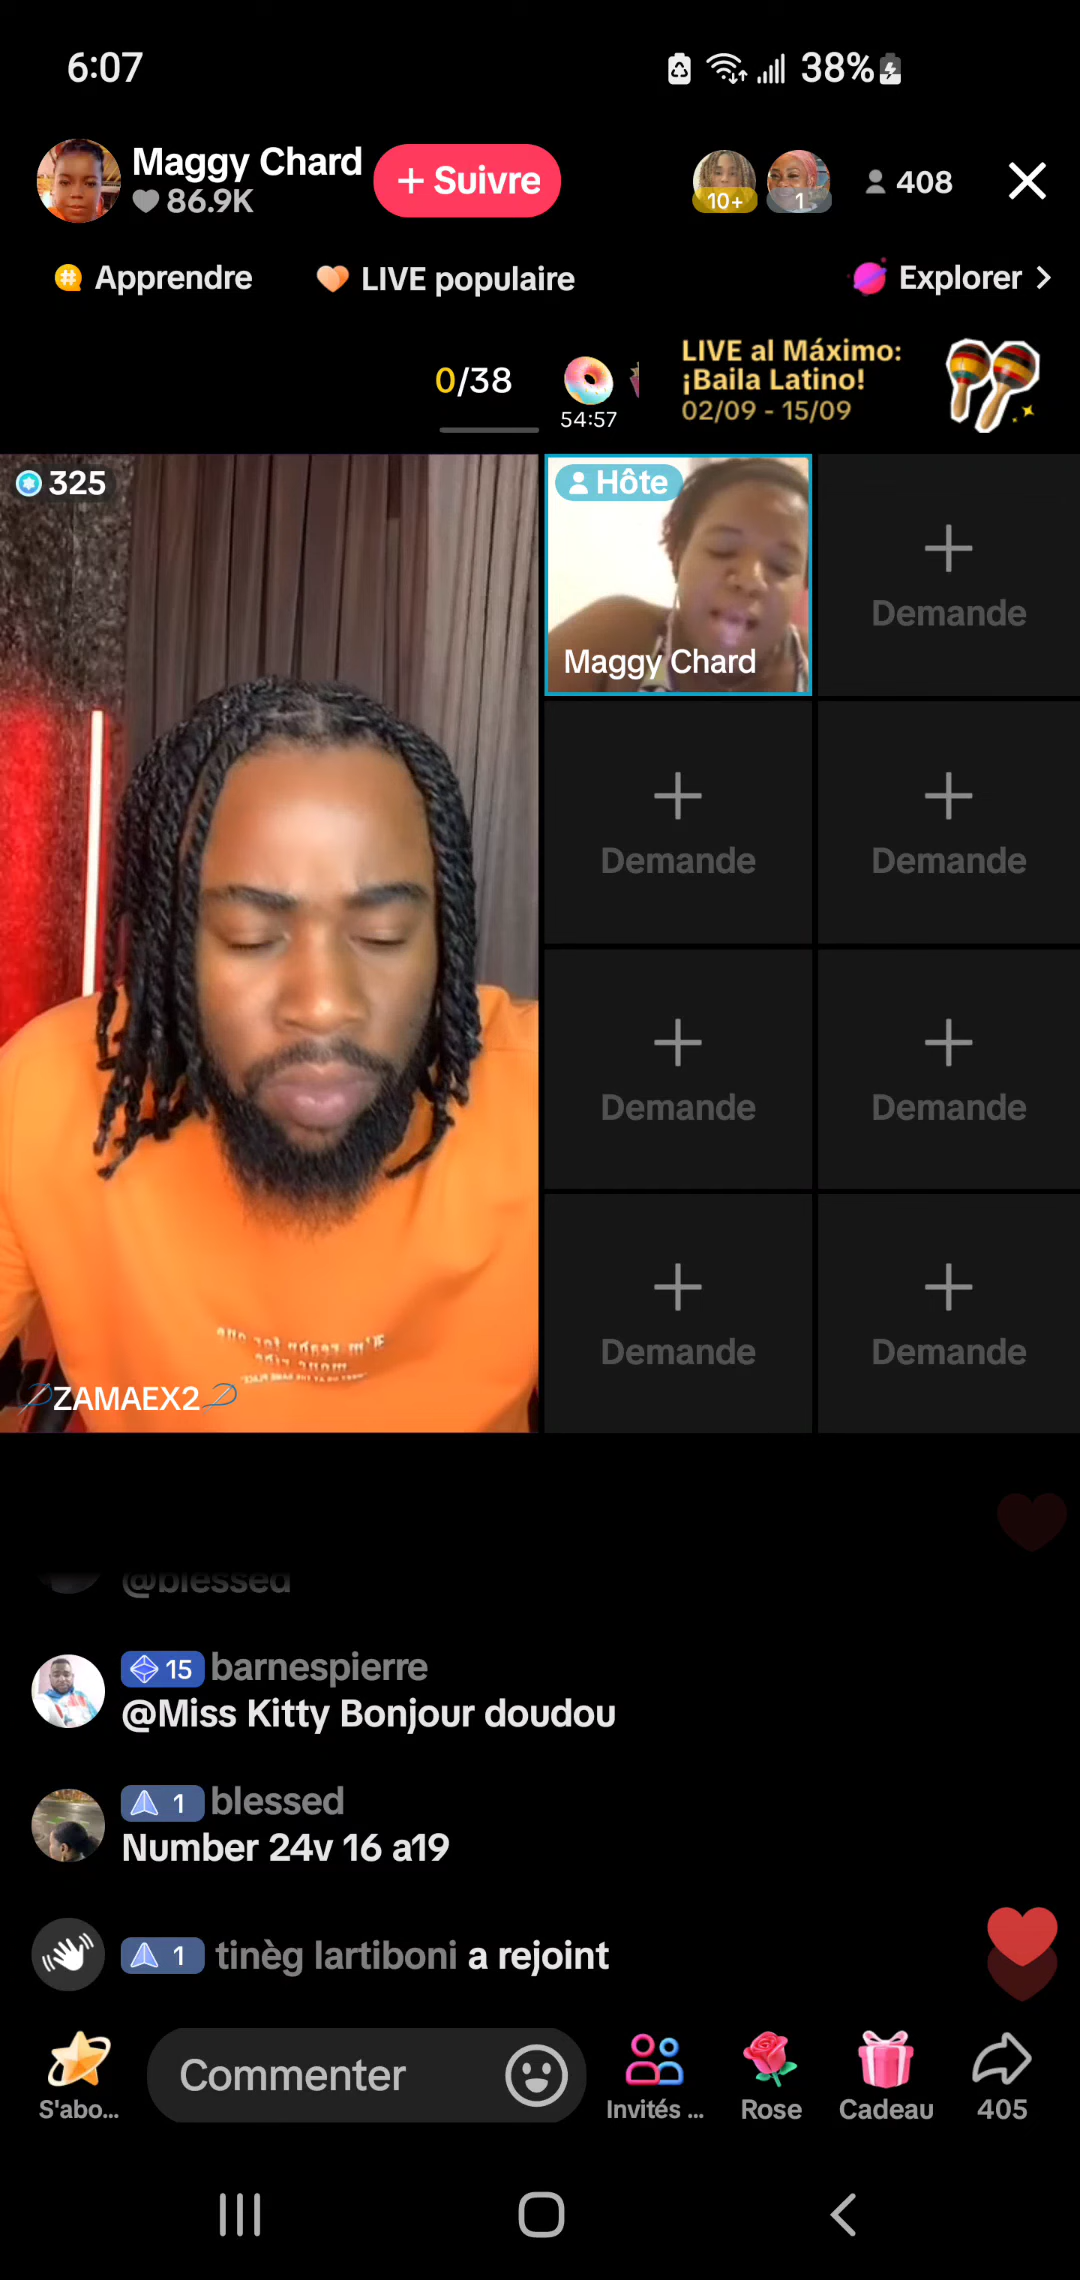 6:07
38%
Maggy Chard
86.9K
+ Suivre
10+
1
408
Apprendre
LIVE populaire
Explorer
0/38
54:57
LIVE al Máximo:
¡Baila Latino!
02/09 - 15/09
325
Hôte
Maggy Chard
Demande
Demande
Demande
Demande
Demande
Demande
Demande
ZAMAEX2
@blessed
15 barnespierre
@Miss Kitty Bonjour doudou
1 blessed
Number 24v 16 a19
1 tinèg lartiboni a rejoint
Commenter
S'abo...
Invités ...
Rose
Cadeau
405